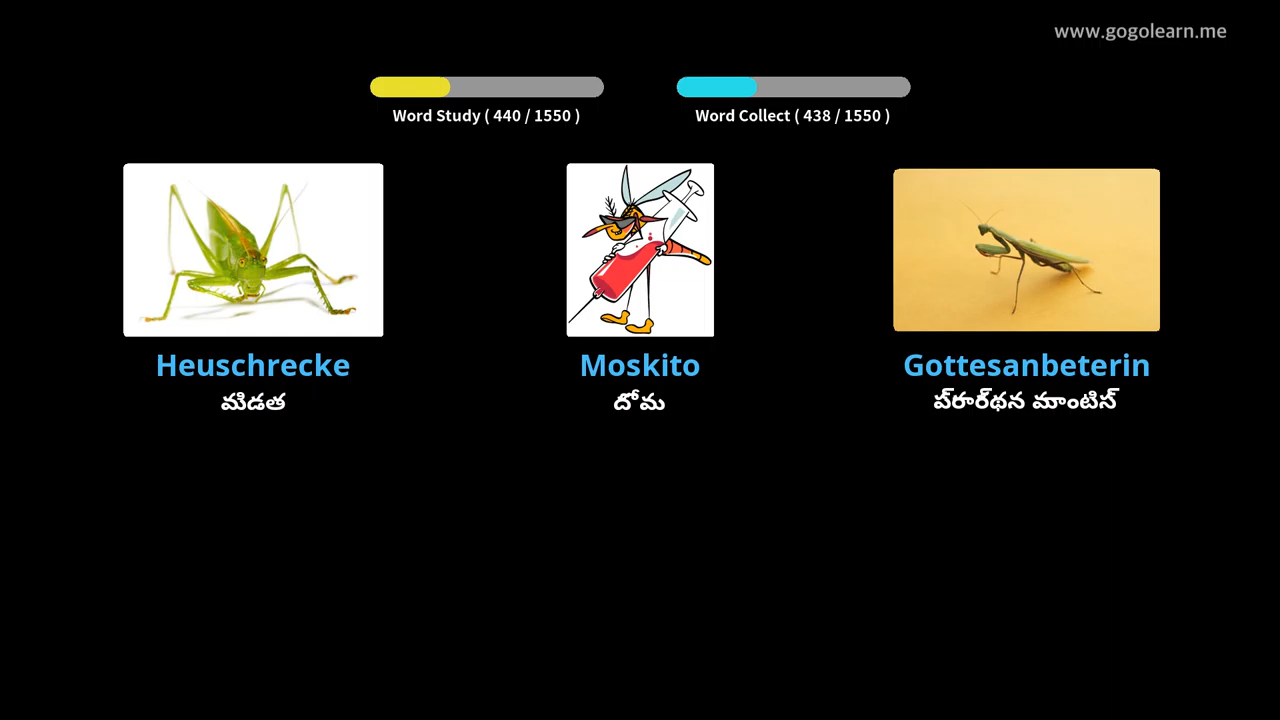 www.gogolearn.me
Word Study ( 440 / 1550 )
Word Collect ( 438 / 1550 )
Heuschrecke
Moskito
Gottesanbeterin
మిడత
దోమ
ప్రార్థన మాంటిస్